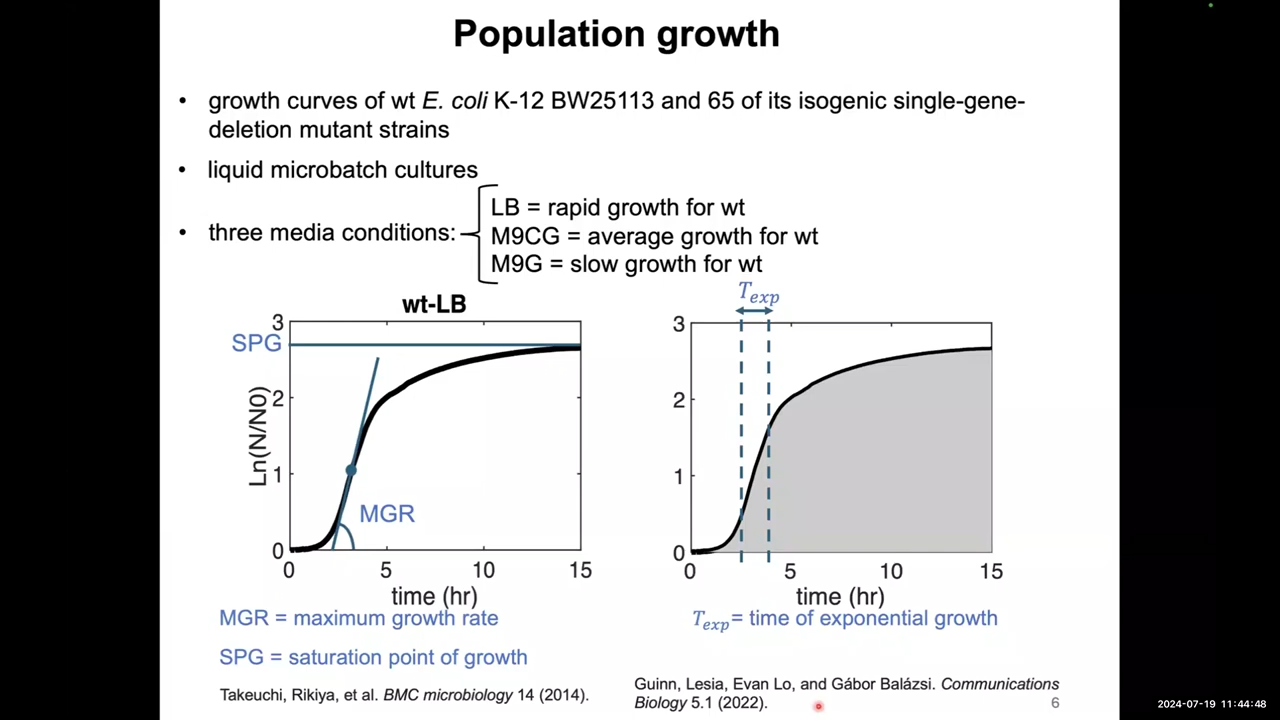 Population growth
• growth curves of wt E. coli K-12 BW25113 and 65 of its isogenic single-gene-
deletion mutant strains
• liquid microbatch cultures
• three media conditions:
LB = rapid growth for wt
M9CG = average growth for wt
M9G = slow growth for wt
wt-LB
SPG
MGR
Ln(N/N0)
3
2
1
0
0 5 10 15
time (hr)
MGR = maximum growth rate
SPG = saturation point of growth
Takeuchi, Rikiya, et al. BMC microbiology 14 (2014).
T_exp
3
2
1
0
0 5 10 15
time (hr)
T_exp= time of exponential growth
Guinn, Lesia, Evan Lo, and Gábor Balázsi. Communications
Biology 5.1 (2022).
6
2024-07-19 11:44:48